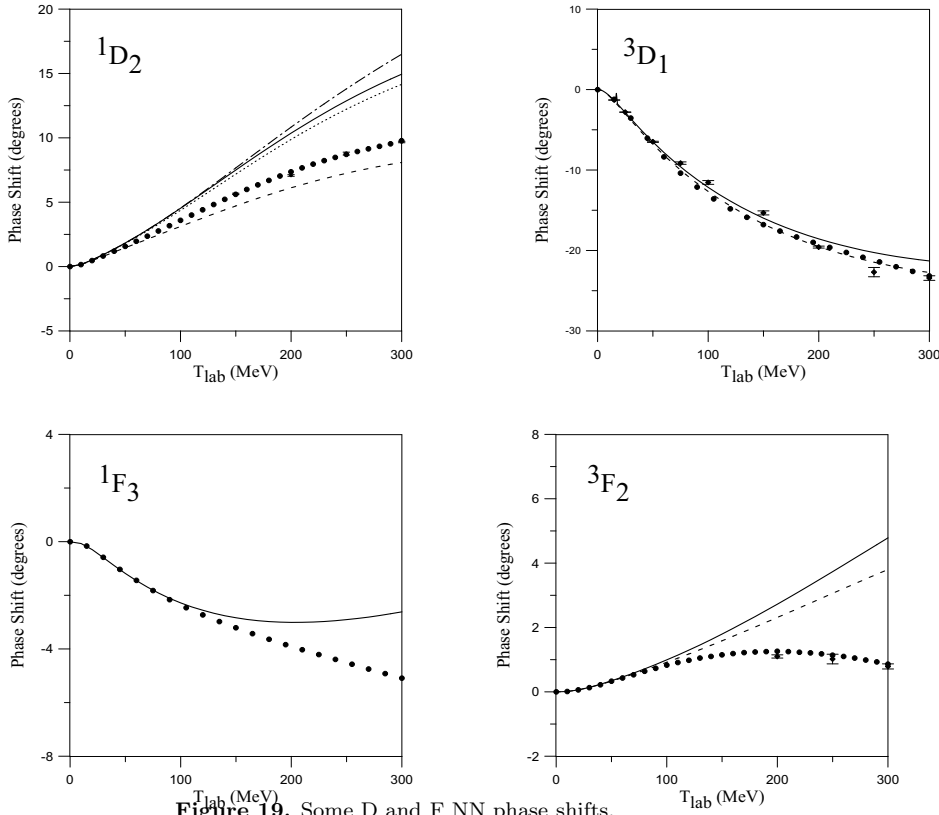 20
15
10
5
0
-5
Phase Shift (degrees)
¹D₂
0 100 200 300
T_lab (MeV)
10
0
-10
-20
-30
Phase Shift (degrees)
³D₁
0 100 200 300
T_lab (MeV)
4
0
-4
-8
Phase Shift (degrees)
¹F₃
0 100 200 300
T_lab (MeV)
8
6
4
2
0
-2
Phase Shift (degrees)
³F₂
0 100 200 300
T_lab (MeV)
Figure 19. Some D and F NN phase shifts.